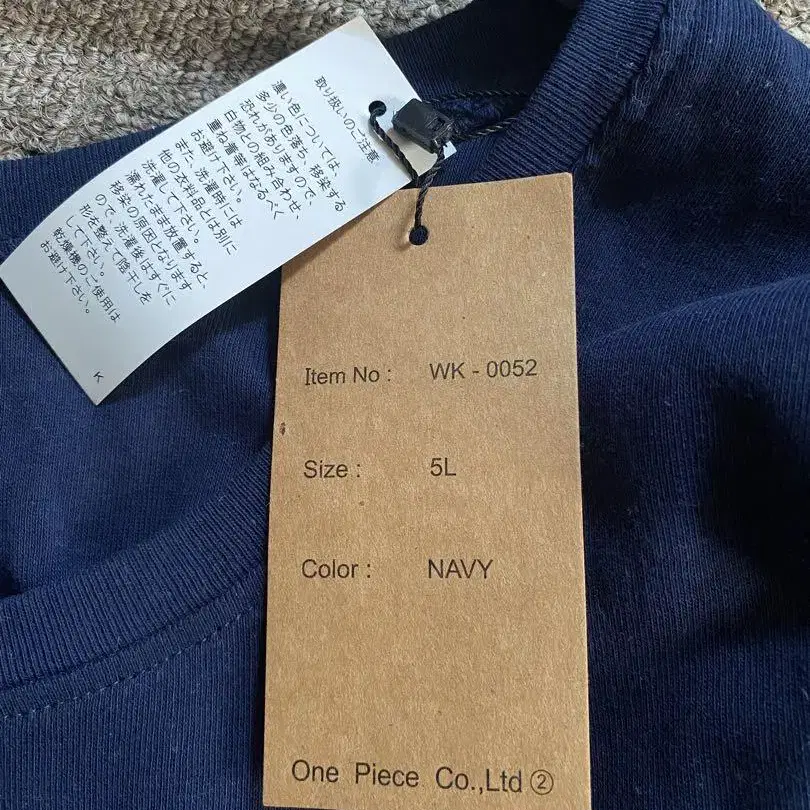 取り扱いのご注意
濃い色については、
多少の色落ち、移染する
恐れがありますので、
白物との組み合わせ、
重ね着等はなるべく
お避け下さい。
また、洗濯時には
他の衣料品とは別に
洗濯して下さい。
濡れたまま放置すると、
移染の原因となります
ので、洗濯後はすぐに
形を整えて陰干しを
して下さい。
乾燥機のご使用は
お避け下さい。
K
Item No : WK - 0052
Size : 5L
Color : NAVY
One Piece Co.,Ltd ②